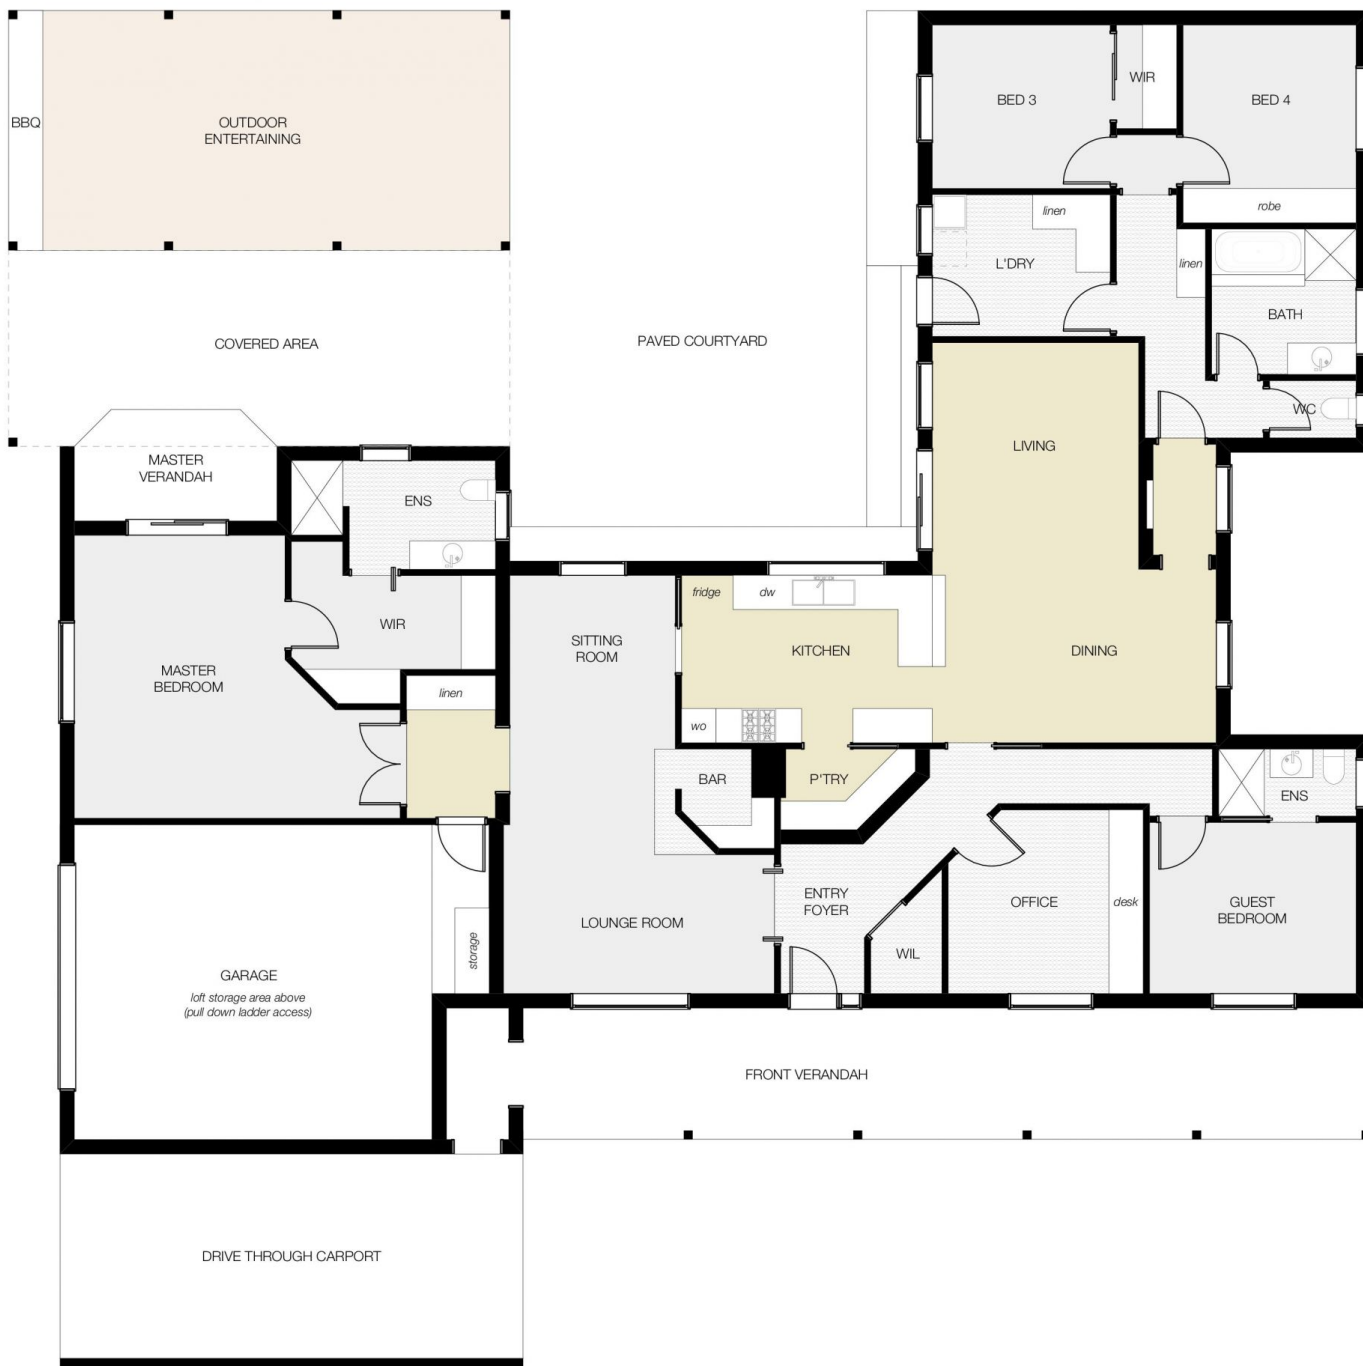 BED 3
WIR
BED 4
BBQ
OUTDOOR
ENTERTAINING
linen
robe
L'DRY
linen
BATH
COVERED AREA
PAVED COURTYARD
WC
LIVING
MASTER
VERANDAH
ENS
fridge
dw
WIR
SITTING
ROOM
KITCHEN
DINING
MASTER
BEDROOM
linen
wo
BAR
P'TRY
ENS
ENTRY
FOYER
OFFICE
desk
GUEST
BEDROOM
LOUNGE ROOM
storage
WIL
GARAGE
loft storage area above
(pull down ladder access)
FRONT VERANDAH
DRIVE THROUGH CARPORT